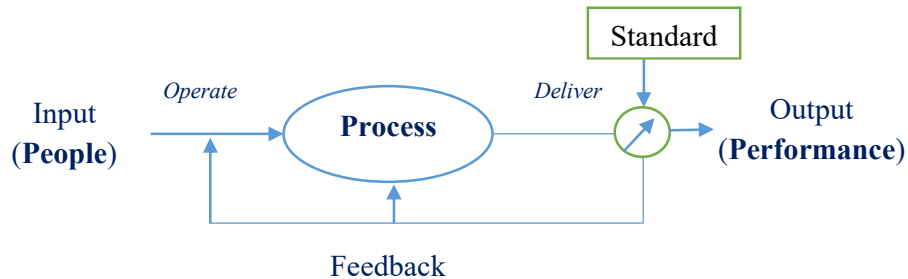 Standard
Operate
Deliver
Input
(People)
Process
Output
(Performance)
Feedback